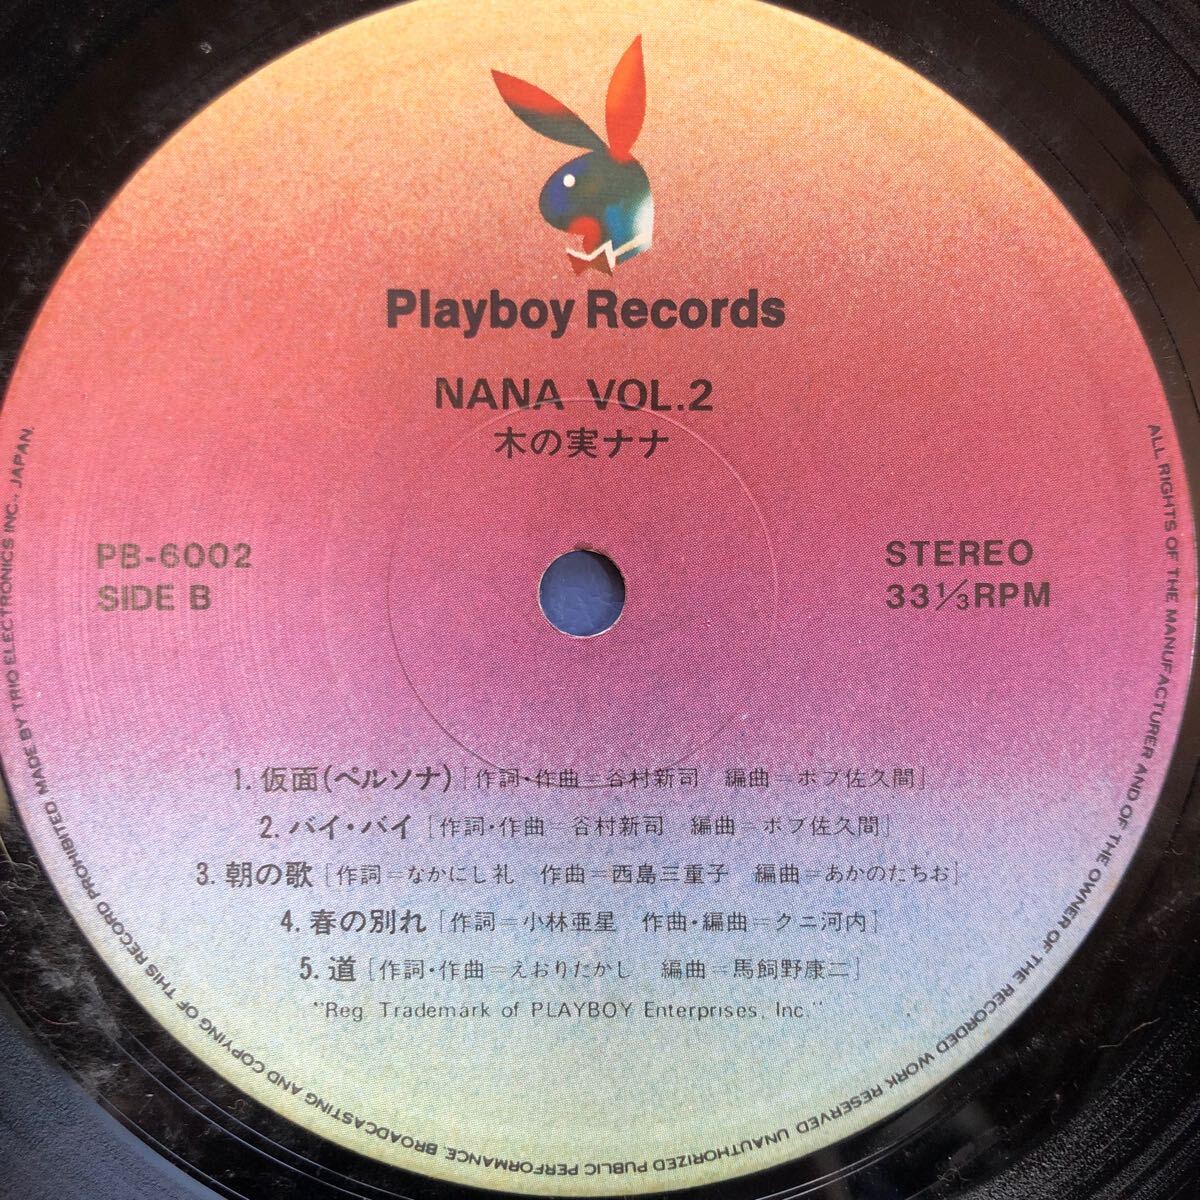 Playboy Records
NANA VOL.2
木の実ナナ
PB-6002
SIDE B
STEREO
33 1/3 RPM
1. 仮面(ペルソナ) [作詞・作曲=谷村新司 編曲=ボブ佐久間]
2. バイ・バイ [作詞・作曲=谷村新司 編曲=ボブ佐久間]
3. 朝の歌 [作詞=なかにし礼 作曲=西島三重子 編曲=あかのたちお]
4. 春の別れ [作詞=小林亜星 作曲・編曲=クニ河内]
5. 道 [作詞・作曲=えおりたかし 編曲=馬飼野康二]
"Reg. Trademark of PLAYBOY Enterprises, Inc."
ALL RIGHTS OF THE MANUFACTURER AND OF THE OWNER OF THE RECORDED WORK RESERVED UNAUTHORIZED PUBLIC PERFORMANCE. BROADCASTING AND COPYING OF THIS RECORD PROHIBITED MADE BY TRIO ELECTRONICS INC., JAPAN.